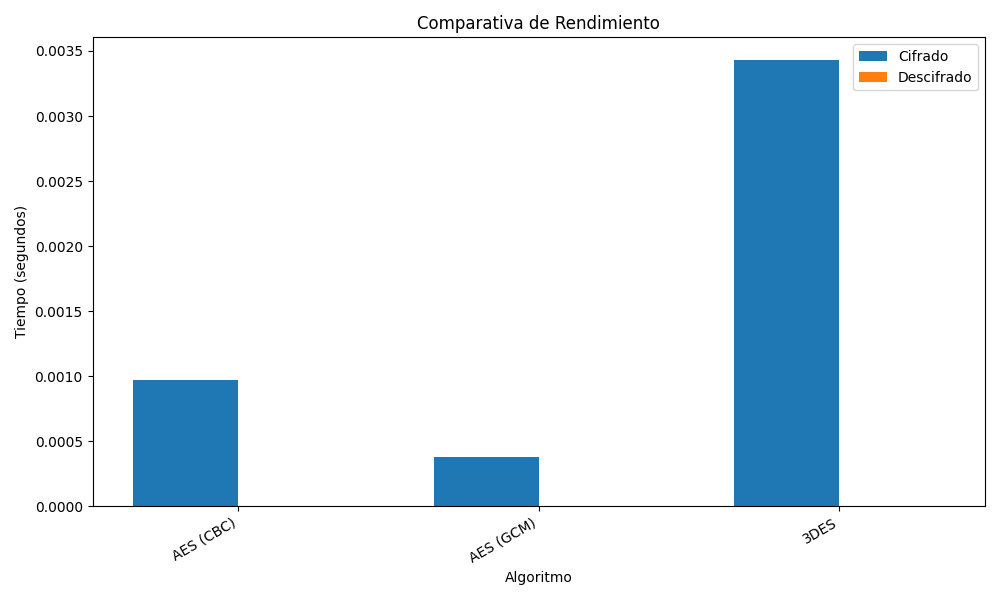 Comparativa de Rendimiento
Cifrado
Descifrado
Tiempo (segundos)
0.0035
0.0030
0.0025
0.0020
0.0015
0.0010
0.0005
0.0000
AES (CBC)
AES (GCM)
3DES
Algoritmo